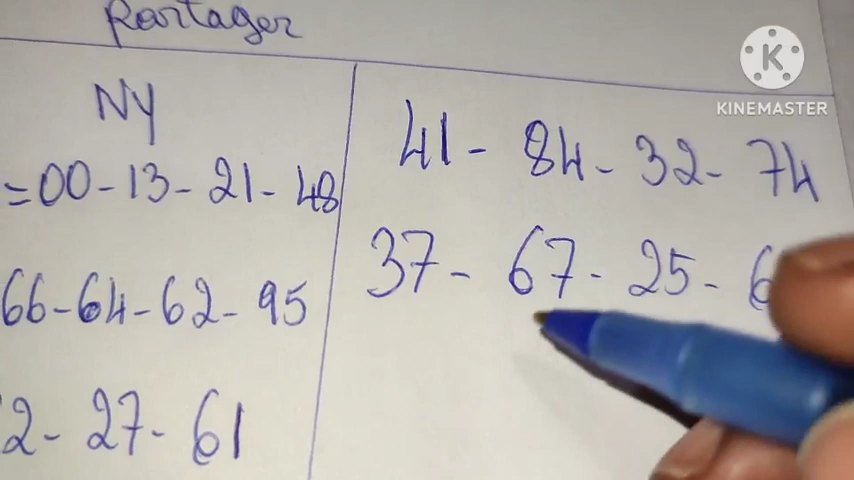 Partager
K
KINEMASTER
NY
=00-13-21-48
66-64-62-95
2-27-61
41-84-32-74
37-67-25-6